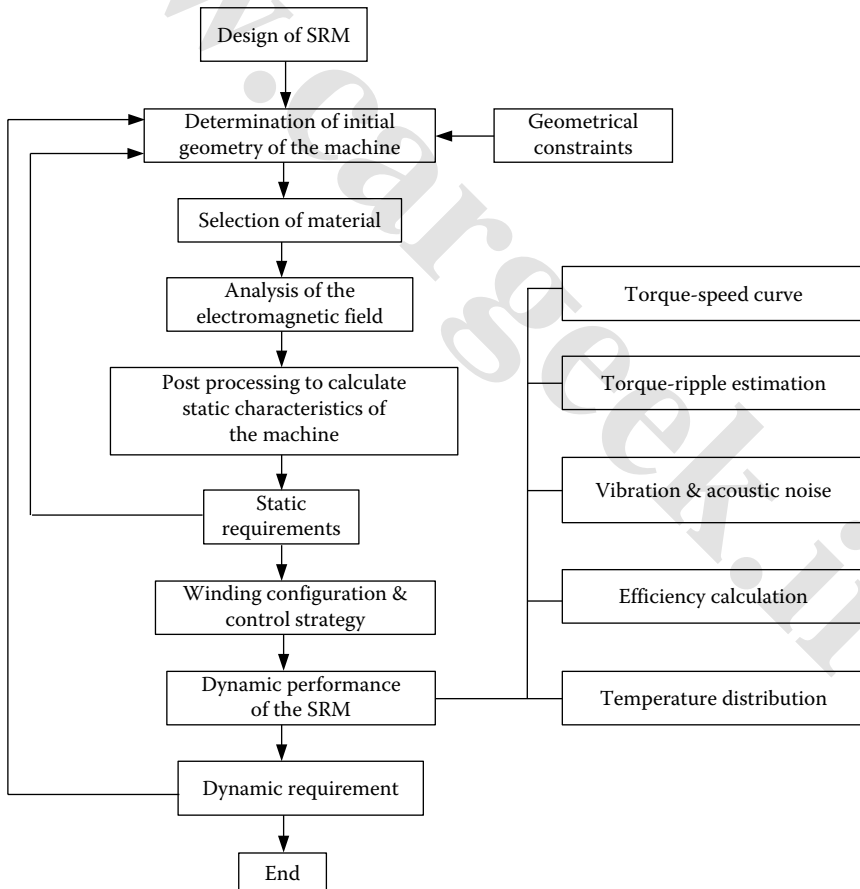 Design of SRM
Determination of initial
geometry of the machine
Geometrical
constraints
Selection of material
Analysis of the
electromagnetic field
Post processing to calculate
static characteristics of
the machine
Static
requirements
Winding configuration &
control strategy
Dynamic performance
of the SRM
Dynamic requirement
End
Torque-speed curve
Torque-ripple estimation
Vibration & acoustic noise
Efficiency calculation
Temperature distribution
w.cargeek.ii